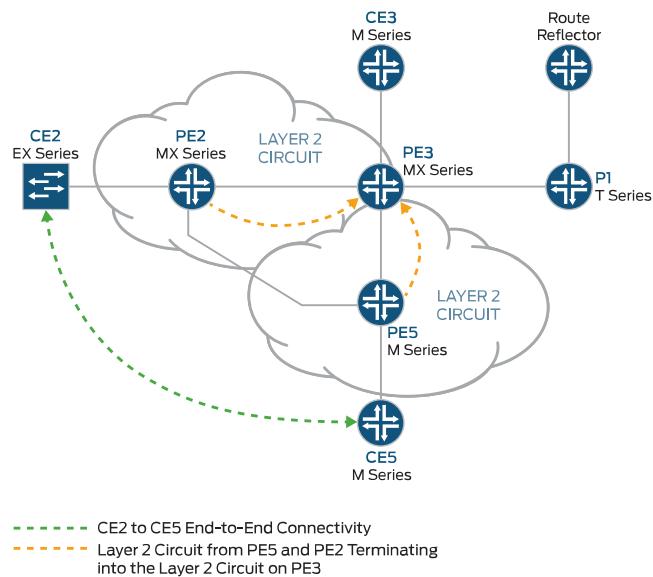 CE3
M Series
Route
Reflector
CE2
EX Series
PE2
MX Series
LAYER 2
CIRCUIT
PE3
MX Series
P1
T Series
LAYER 2
CIRCUIT
PE5
M Series
CE5
M Series
CE2 to CE5 End-to-End Connectivity
Layer 2 Circuit from PE5 and PE2 Terminating
into the Layer 2 Circuit on PE3